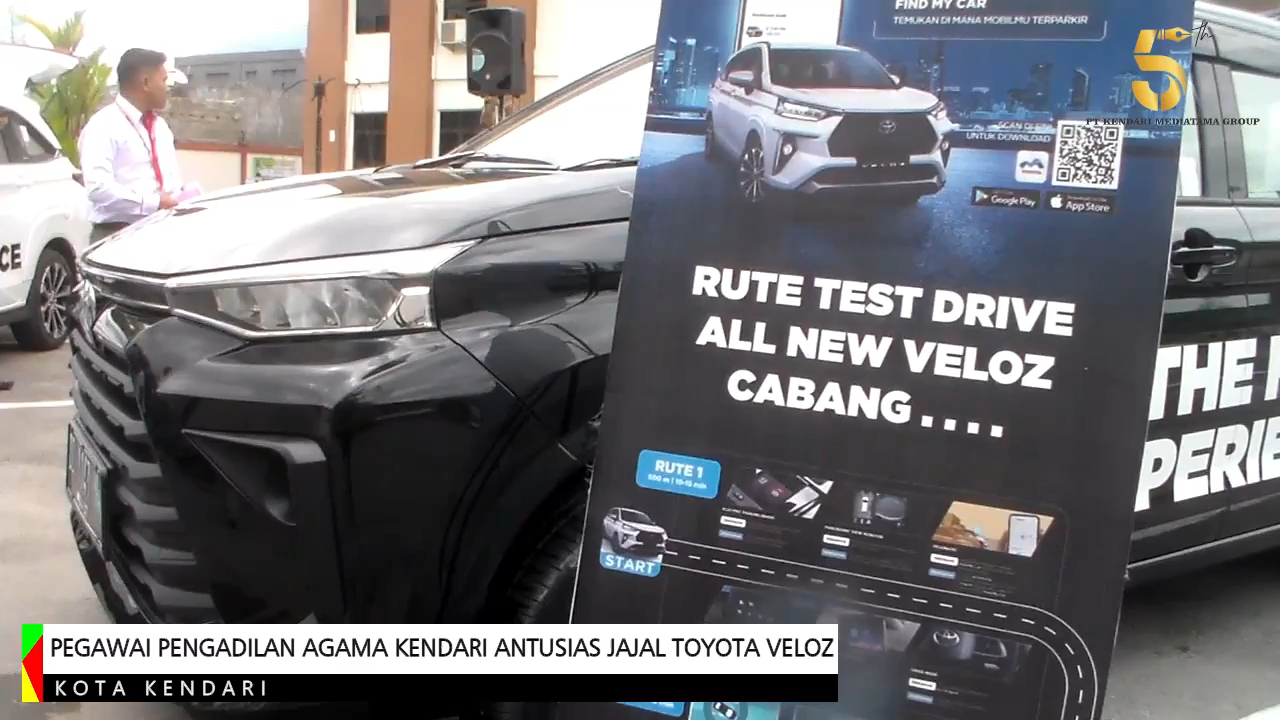 FIND MY CAR
TEMUKAN DI MANA MOBILMU TERPARKIR
5th
PT KENDARI MEDIATAMA GROUP
UNTUK DOWNLOAD
Google Play
App Store
RUTE TEST DRIVE
ALL NEW VELOZ
CABANG . . . .
RUTE 1
START
CE
THE
PERIE
PEGAWAI PENGADILAN AGAMA KENDARI ANTUSIAS JAJAL TOYOTA VELOZ
KOTA KENDARI